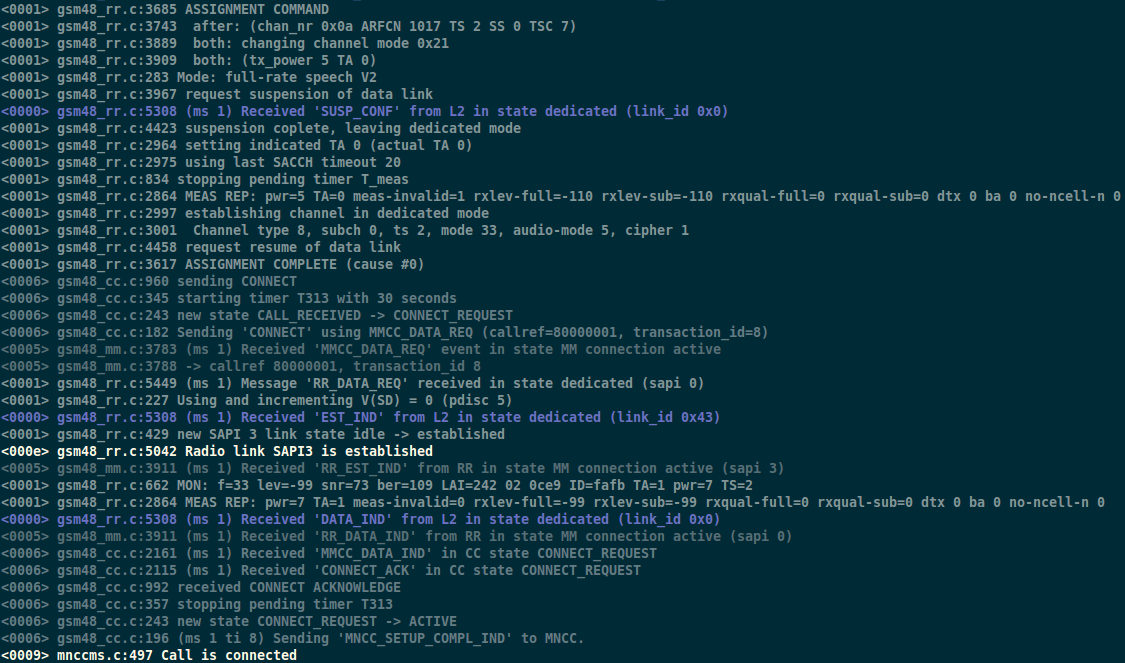 <0001> gsm48_rr.c:3685 ASSIGNMENT COMMAND
<0001> gsm48_rr.c:3743  after: (chan_nr 0x0a ARFCN 1017 TS 2 SS 0 TSC 7)
<0001> gsm48_rr.c:3889  both: changing channel mode 0x21
<0001> gsm48_rr.c:3909  both: (tx_power 5 TA 0)
<0001> gsm48_rr.c:283 Mode: full-rate speech V2
<0001> gsm48_rr.c:3967 request suspension of data link
<0000> gsm48_rr.c:5308 (ms 1) Received 'SUSP_CONF' from L2 in state dedicated (link_id 0x0)
<0001> gsm48_rr.c:4423 suspension coplete, leaving dedicated mode
<0001> gsm48_rr.c:2964 setting indicated TA 0 (actual TA 0)
<0001> gsm48_rr.c:2975 using last SACCH timeout 20
<0001> gsm48_rr.c:834 stopping pending timer T_meas
<0001> gsm48_rr.c:2864 MEAS REP: pwr=5 TA=0 meas-invalid=1 rxlev-full=-110 rxlev-sub=-110 rxqual-full=0 rxqual-sub=0 dtx 0 ba 0 no-ncell-n 0
<0001> gsm48_rr.c:2997 establishing channel in dedicated mode
<0001> gsm48_rr.c:3001  Channel type 8, subch 0, ts 2, mode 33, audio-mode 5, cipher 1
<0001> gsm48_rr.c:4458 request resume of data link
<0001> gsm48_rr.c:3617 ASSIGNMENT COMPLETE (cause #0)
<0006> gsm48_cc.c:960 sending CONNECT
<0006> gsm48_cc.c:345 starting timer T313 with 30 seconds
<0006> gsm48_cc.c:243 new state CALL_RECEIVED -> CONNECT_REQUEST
<0006> gsm48_cc.c:182 Sending 'CONNECT' using MMCC_DATA_REQ (callref=80000001, transaction_id=8)
<0005> gsm48_mm.c:3783 (ms 1) Received 'MMCC_DATA_REQ' event in state MM connection active
<0005> gsm48_mm.c:3788 -> callref 80000001, transaction_id 8
<0001> gsm48_rr.c:5449 (ms 1) Message 'RR_DATA_REQ' received in state dedicated (sapi 0)
<0001> gsm48_rr.c:227 Using and incrementing V(SD) = 0 (pdisc 5)
<0000> gsm48_rr.c:5308 (ms 1) Received 'EST_IND' from L2 in state dedicated (link_id 0x43)
<0001> gsm48_rr.c:429 new SAPI 3 link state idle -> established
<000e> gsm48_rr.c:5042 Radio link SAPI3 is established
<0005> gsm48_mm.c:3911 (ms 1) Received 'RR_EST_IND' from RR in state MM connection active (sapi 3)
<0001> gsm48_rr.c:662 MON: f=33 lev=-99 snr=73 ber=109 LAI=242 02 0ce9 ID=fafb TA=1 pwr=7 TS=2
<0001> gsm48_rr.c:2864 MEAS REP: pwr=7 TA=1 meas-invalid=0 rxlev-full=-99 rxlev-sub=-99 rxqual-full=0 rxqual-sub=0 dtx 0 ba 0 no-ncell-n 0
<0000> gsm48_rr.c:5308 (ms 1) Received 'DATA_IND' from L2 in state dedicated (link_id 0x0)
<0005> gsm48_mm.c:3911 (ms 1) Received 'RR_DATA_IND' from RR in state MM connection active (sapi 0)
<0006> gsm48_cc.c:2161 (ms 1) Received 'MMCC_DATA_IND' in CC state CONNECT_REQUEST
<0006> gsm48_cc.c:2115 (ms 1) Received 'CONNECT_ACK' in CC state CONNECT_REQUEST
<0006> gsm48_cc.c:992 received CONNECT ACKNOWLEDGE
<0006> gsm48_cc.c:357 stopping pending timer T313
<0006> gsm48_cc.c:243 new state CONNECT_REQUEST -> ACTIVE
<0006> gsm48_cc.c:196 (ms 1 ti 8) Sending 'MNCC_SETUP_COMPL_IND' to MNCC.
<0009> mnccms.c:497 Call is connected